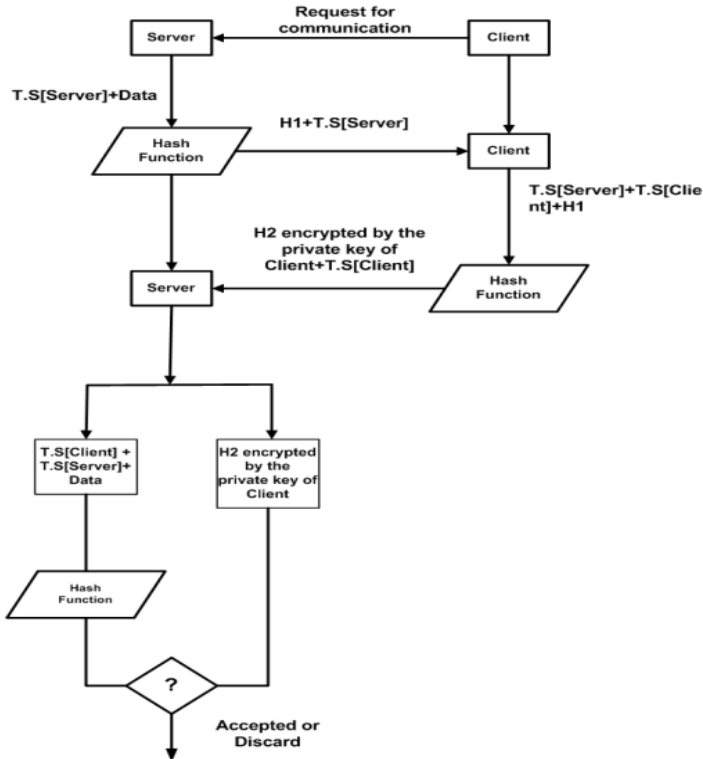 Request for
communication
Server
Client
T.S[Server]+Data
H1+T.S[Server]
Hash
Function
Client
T.S[Server]+T.S[Clie
nt]+H1
H2 encrypted by the
private key of
Client+T.S[Client]
Server
Hash
Function
T.S[Client] +
T.S[Server]+
Data
H2 encrypted
by the
private key of
Client
Hash
Function
?
Accepted or
Discard